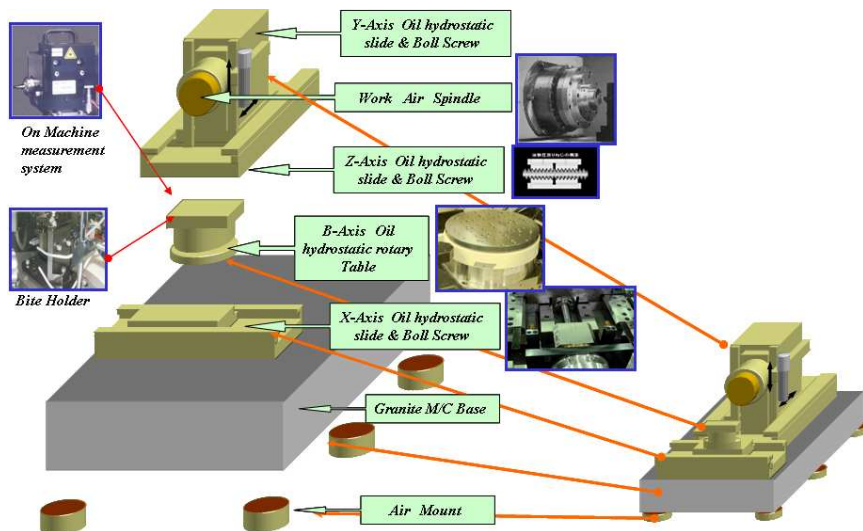 Y-Axis Oil hydrostatic
slide & Boll Screw
Work Air Spindle
On Machine
measurement
system
Z-Axis Oil hydrostatic
slide & Boll Screw
B-Axis Oil
hydrostatic rotary
Table
Bite Holder
X-Axis Oil hydrostatic
slide & Boll Screw
Granite M/C Base
Air Mount